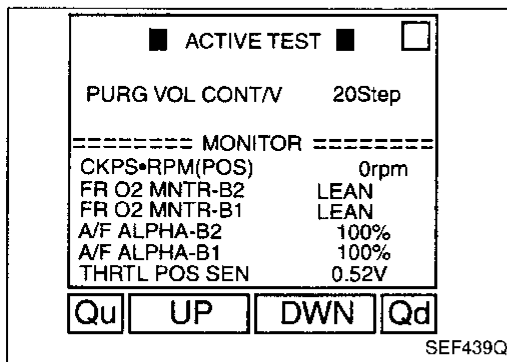 ACTIVE TEST
PURG VOL CONT/V 20Step
======== MONITOR ========
CKPS•RPM(POS) 0rpm
FR O2 MNTR-B2 LEAN
FR O2 MNTR-B1 LEAN
A/F ALPHA-B2 100%
A/F ALPHA-B1 100%
THRTL POS SEN 0.52V
Qu UP DWN Qd
SEF439Q